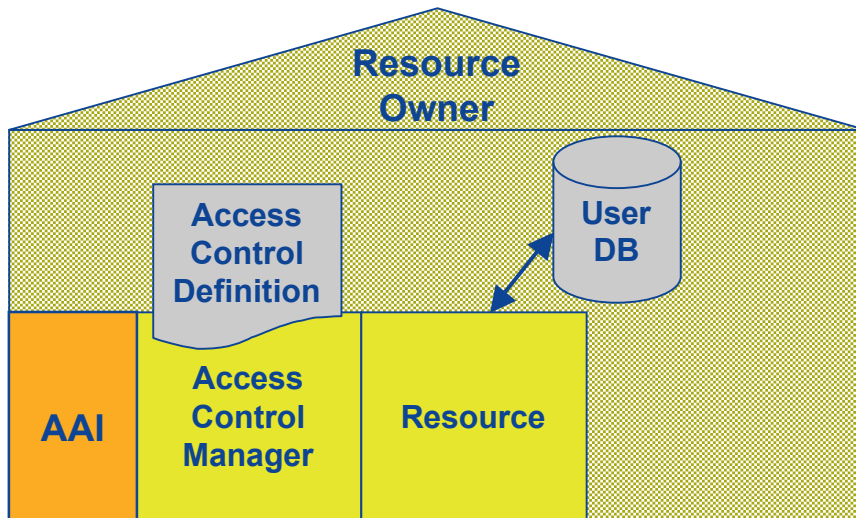 Resource
Owner
Access
Control
Definition
User
DB
AAI
Access
Control
Manager
Resource